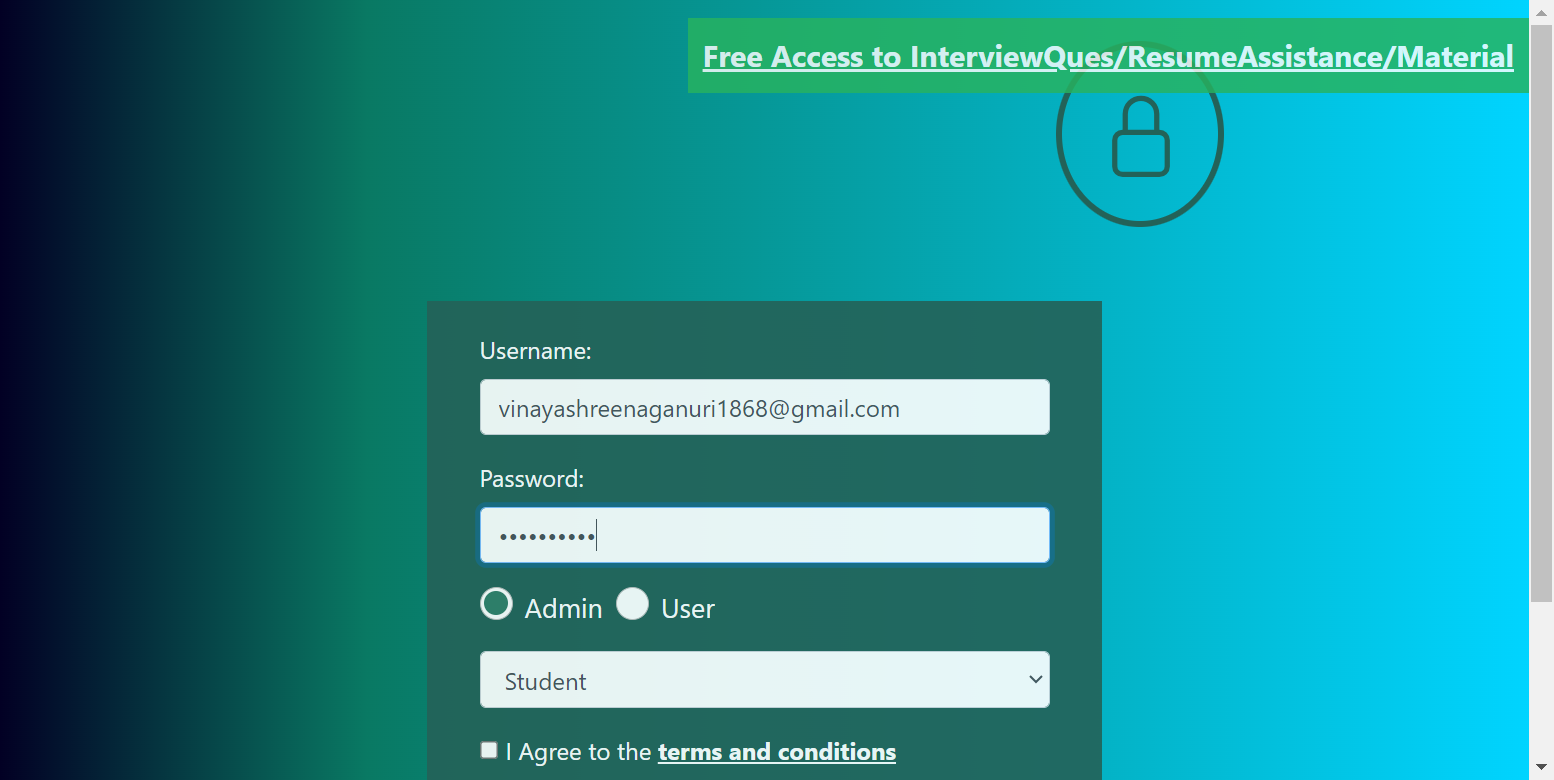 Free Access to InterviewQues/ResumeAssistance/Material
Username:
vinayashreenaganuri1868@gmail.com
Password:
••••••••••
Admin User
Student
I Agree to the terms and conditions